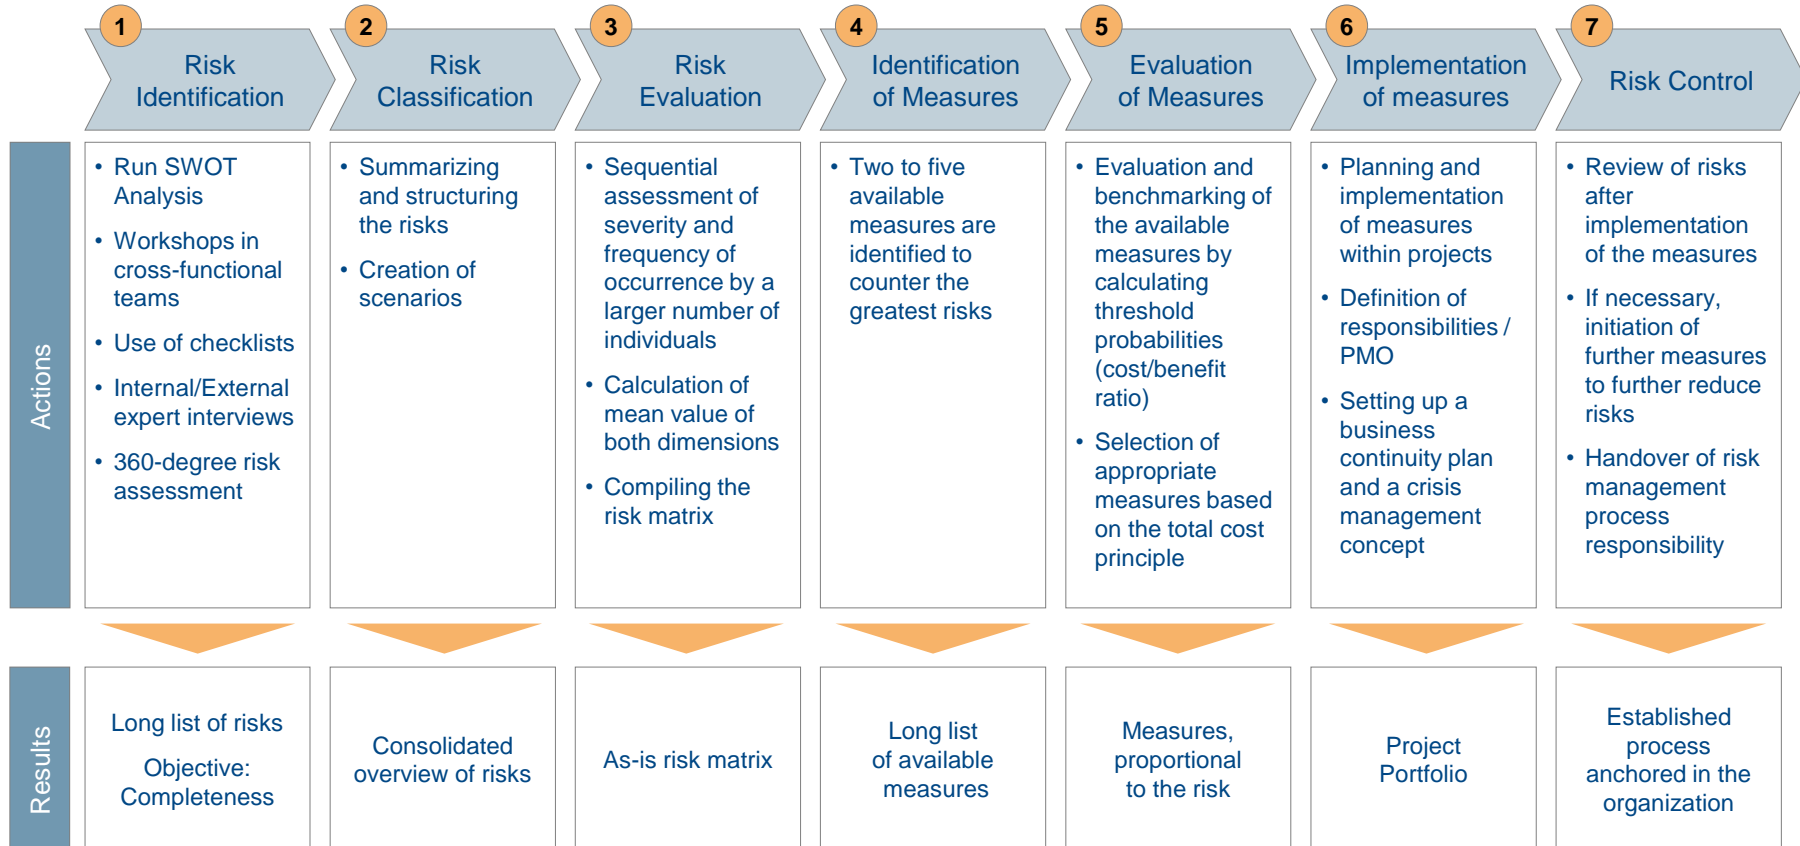 1
Risk
Identification
2
Risk
Classification
3
Risk
Evaluation
4
Identification
of Measures
5
Evaluation
of Measures
6
Implementation
of measures
7
Risk Control
Actions
• Run SWOT
Analysis
• Workshops in
cross-functional
teams
• Use of checklists
• Internal/External
expert interviews
• 360-degree risk
assessment
• Summarizing
and structuring
the risks
• Creation of
scenarios
• Sequential
assessment of
severity and
frequency of
occurrence by a
larger number of
individuals
• Calculation of
mean value of
both dimensions
• Compiling the
risk matrix
• Two to five
available
measures are
identified to
counter the
greatest risks
• Evaluation and
benchmarking of
the available
measures by
calculating
threshold
probabilities
(cost/benefit
ratio)
• Selection of
appropriate
measures based
on the total cost
principle
• Planning and
implementation
of measures
within projects
• Definition of
responsibilities /
PMO
• Setting up a
business
continuity plan
and a crisis
management
concept
• Review of risks
after
implementation
of the measures
• If necessary,
initiation of
further measures
to further reduce
risks
• Handover of risk
management
process
responsibility
Results
Long list of risks
Objective:
Completeness
Consolidated
overview of risks
As-is risk matrix
Long list
of available
measures
Measures,
proportional
to the risk
Project
Portfolio
Established
process
anchored in the
organization